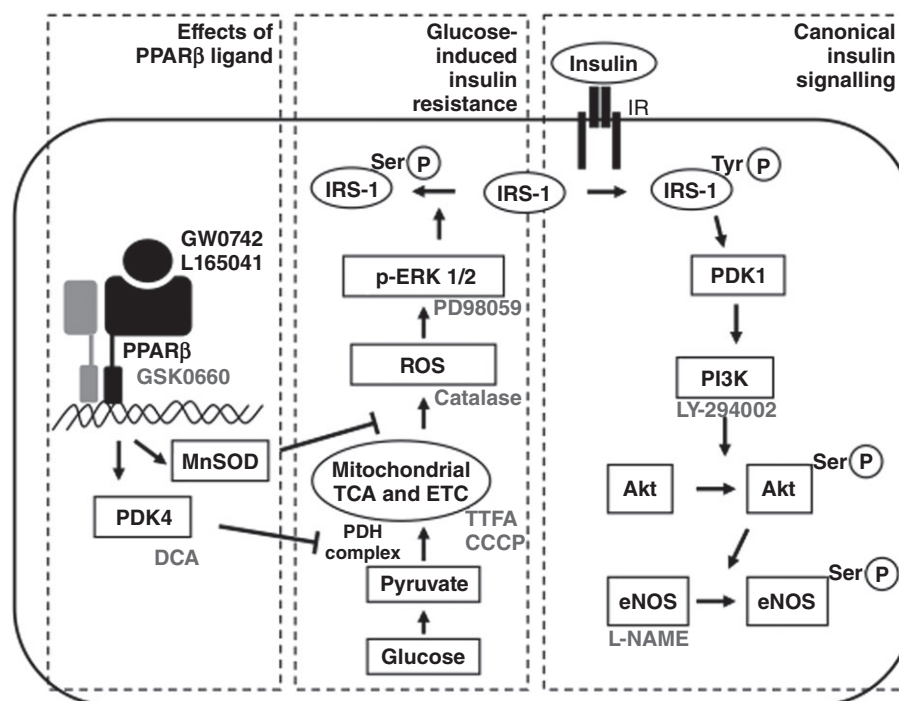 Effects of
PPARβ ligand
Glucose-
induced
insulin
resistance
Canonical
insulin
signalling
Insulin
IR
Ser P
IRS-1
IRS-1
Tyr P
IRS-1
GW0742
L165041
PPARβ
GSK0660
MnSOD
PDK4
DCA
p-ERK 1/2
PD98059
ROS
Catalase
Mitochondrial
TCA and ETC
TTFA
CCCP
PDH
complex
Pyruvate
Glucose
PDK1
PI3K
LY-294002
Akt
Akt
Ser P
eNOS
L-NAME
eNOS
Ser P